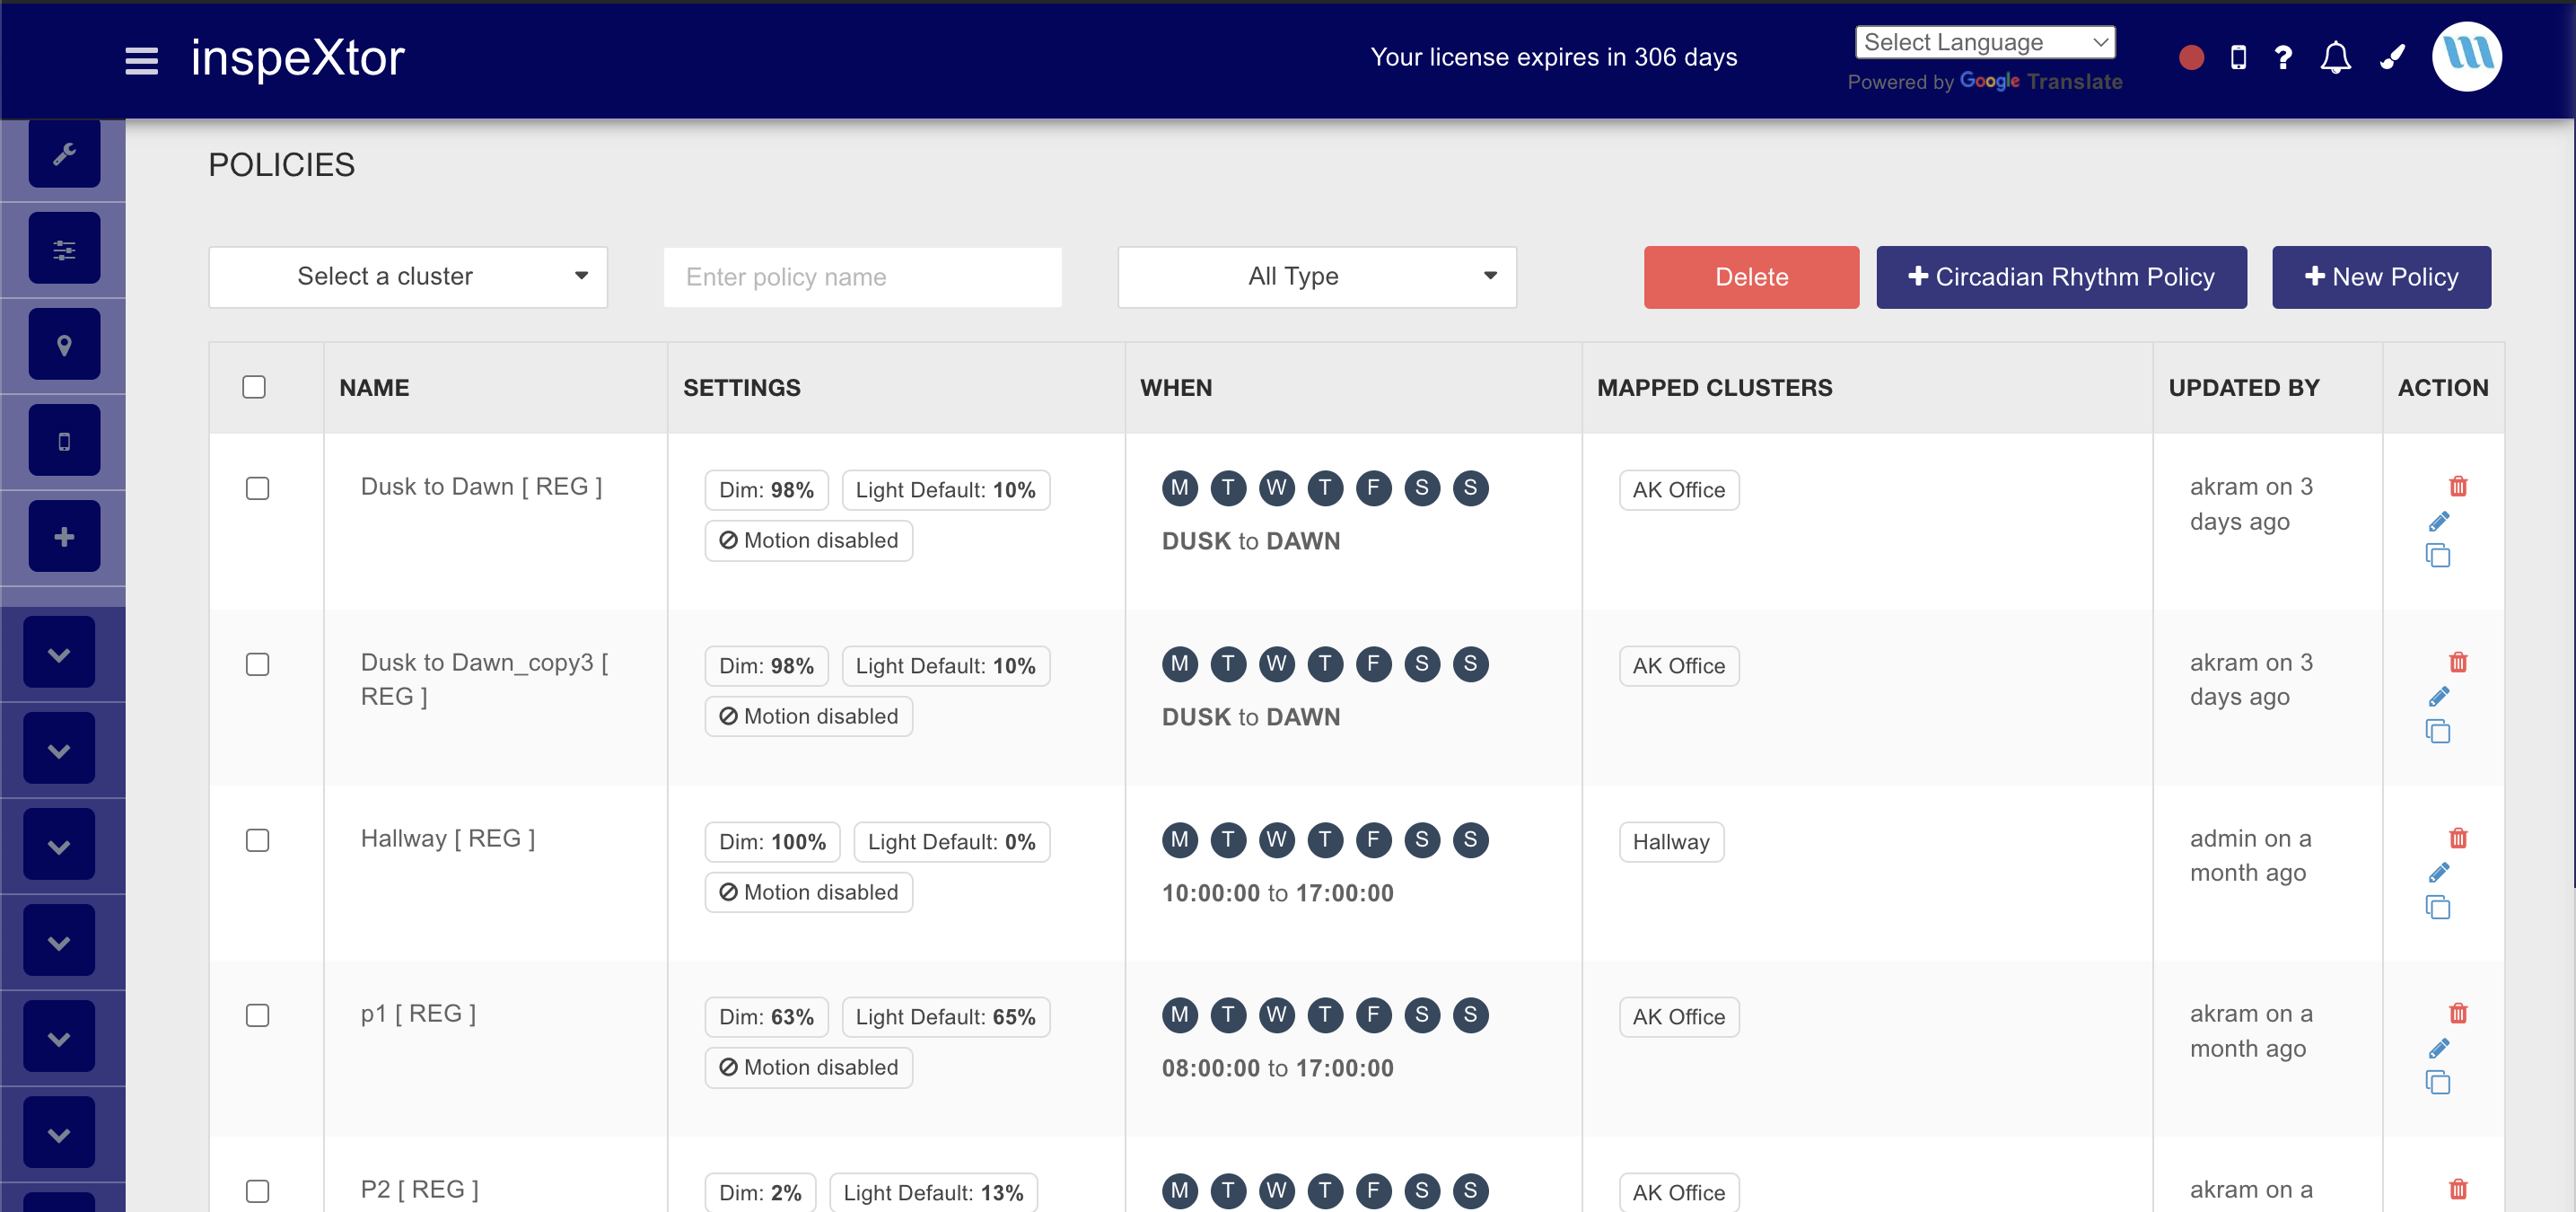 inspeXtor
Your license expires in 306 days
Select Language
Powered by Google Translate
POLICIES
Select a cluster
Enter policy name
All Type
Delete
Circadian Rhythm Policy
New Policy
NAME
SETTINGS
WHEN
MAPPED CLUSTERS
UPDATED BY
ACTION
Dusk to Dawn [ REG ]
Dim: 98% Light Default: 10%
Motion disabled
M T W T F S S
DUSK to DAWN
AK Office
akram on 3
days ago
Dusk to Dawn_copy3 [
REG ]
Dim: 98% Light Default: 10%
Motion disabled
M T W T F S S
DUSK to DAWN
AK Office
akram on 3
days ago
Hallway [ REG ]
Dim: 100% Light Default: 0%
Motion disabled
M T W T F S S
10:00:00 to 17:00:00
Hallway
admin on a
month ago
p1 [ REG ]
Dim: 63% Light Default: 65%
Motion disabled
M T W T F S S
08:00:00 to 17:00:00
AK Office
akram on a
month ago
P2 [ REG ]
Dim: 2% Light Default: 13%
M T W T F S S
AK Office
akram on a